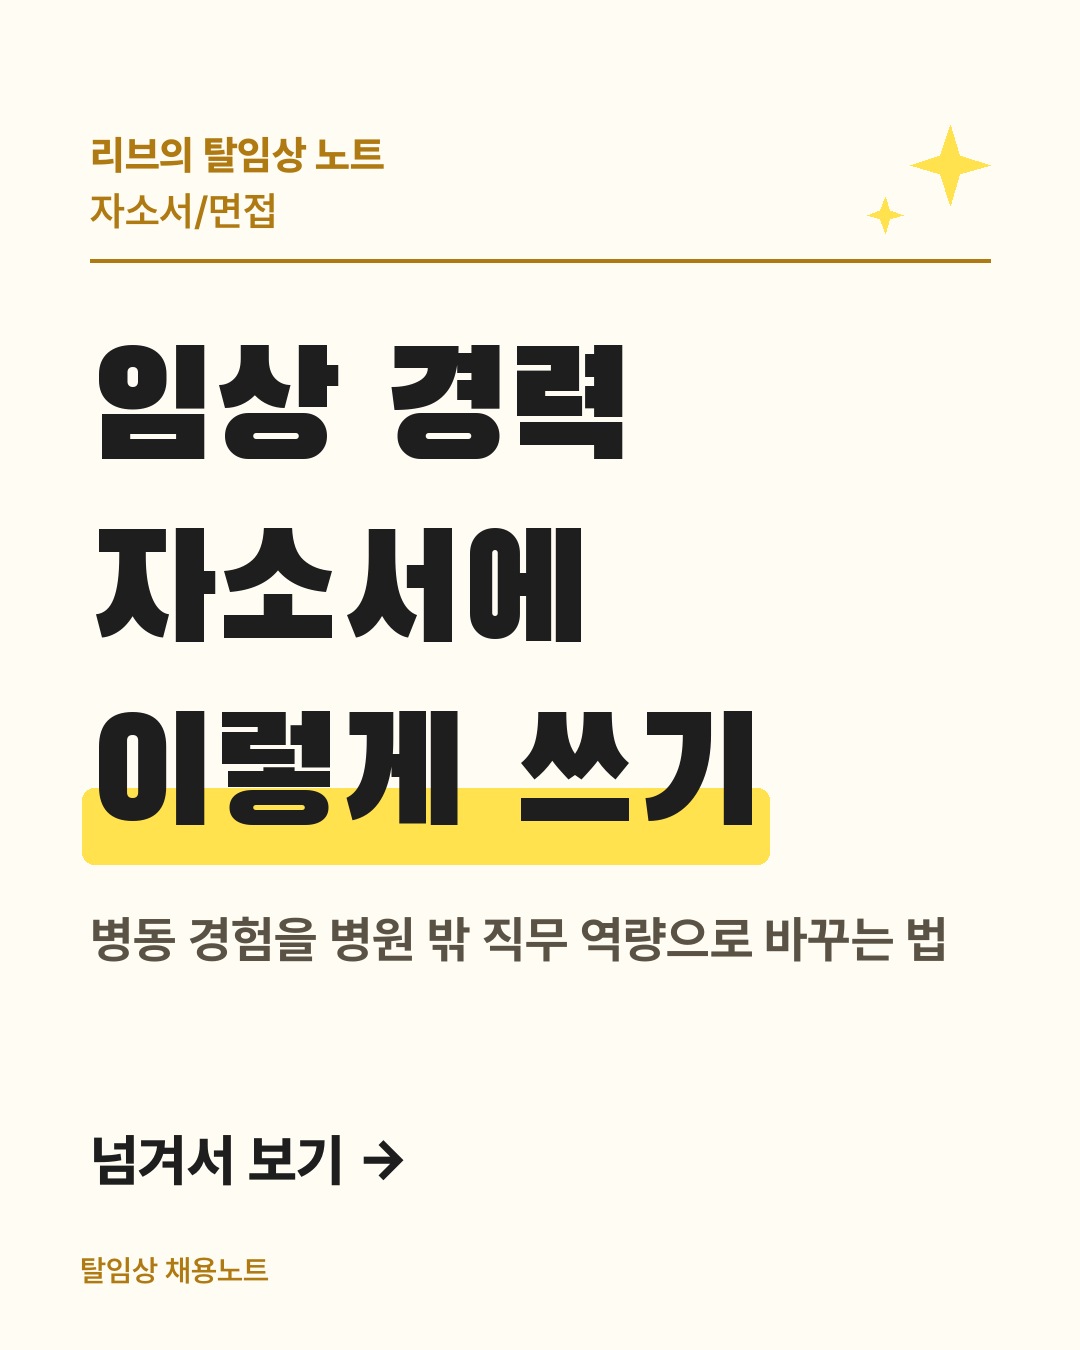 리브의 탈임상 노트
자소서/면접
임상 경력
자소서에
이렇게 쓰기
병동 경험을 병원 밖 직무 역량으로 바꾸는 법
넘겨서 보기 →
탈임상 채용노트